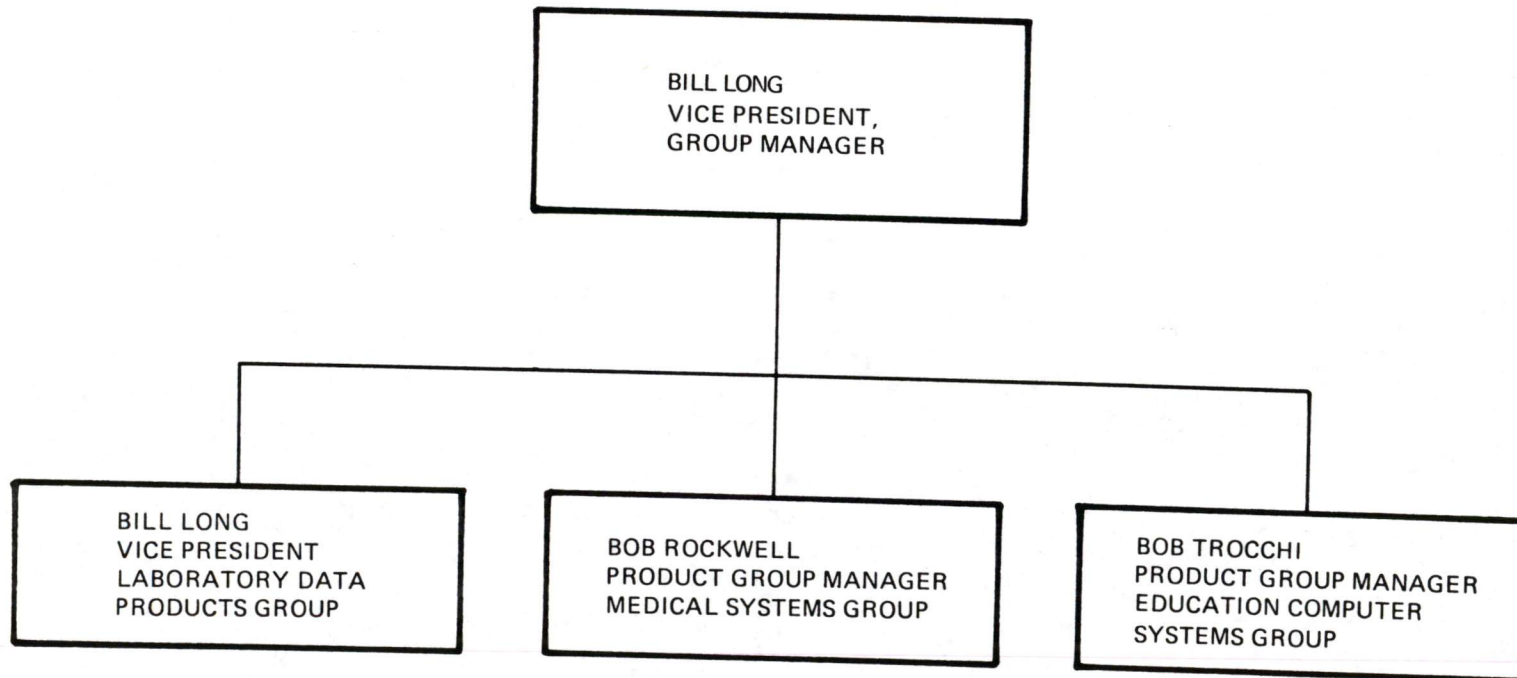 BILL LONG
VICE PRESIDENT,
GROUP MANAGER
BILL LONG
VICE PRESIDENT
LABORATORY DATA
PRODUCTS GROUP
BOB ROCKWELL
PRODUCT GROUP MANAGER
MEDICAL SYSTEMS GROUP
BOB TROCCHI
PRODUCT GROUP MANAGER
EDUCATION COMPUTER
SYSTEMS GROUP